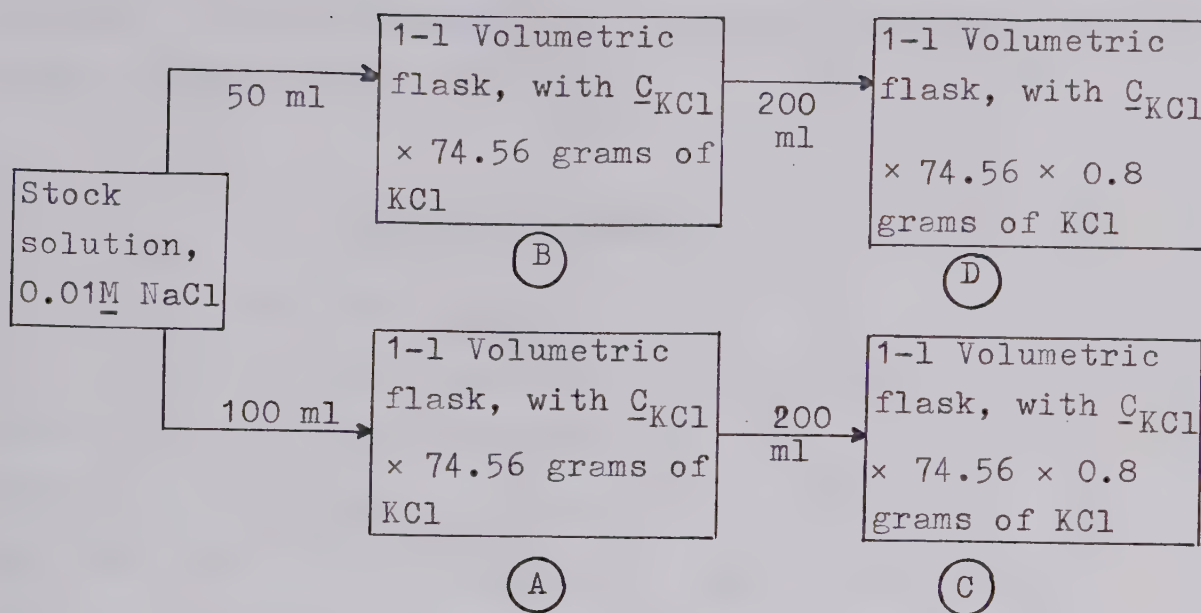 Stock
solution,
0.01M NaCl
50 ml
1-l Volumetric
flask, with C_KCl
× 74.56 grams of
KCl
B
200
ml
1-l Volumetric
flask, with C_KCl
× 74.56 × 0.8
grams of KCl
D
100 ml
1-l Volumetric
flask, with C_KCl
× 74.56 grams of
KCl
A
200
ml
1-l Volumetric
flask, with C_KCl
× 74.56 × 0.8
grams of KCl
C